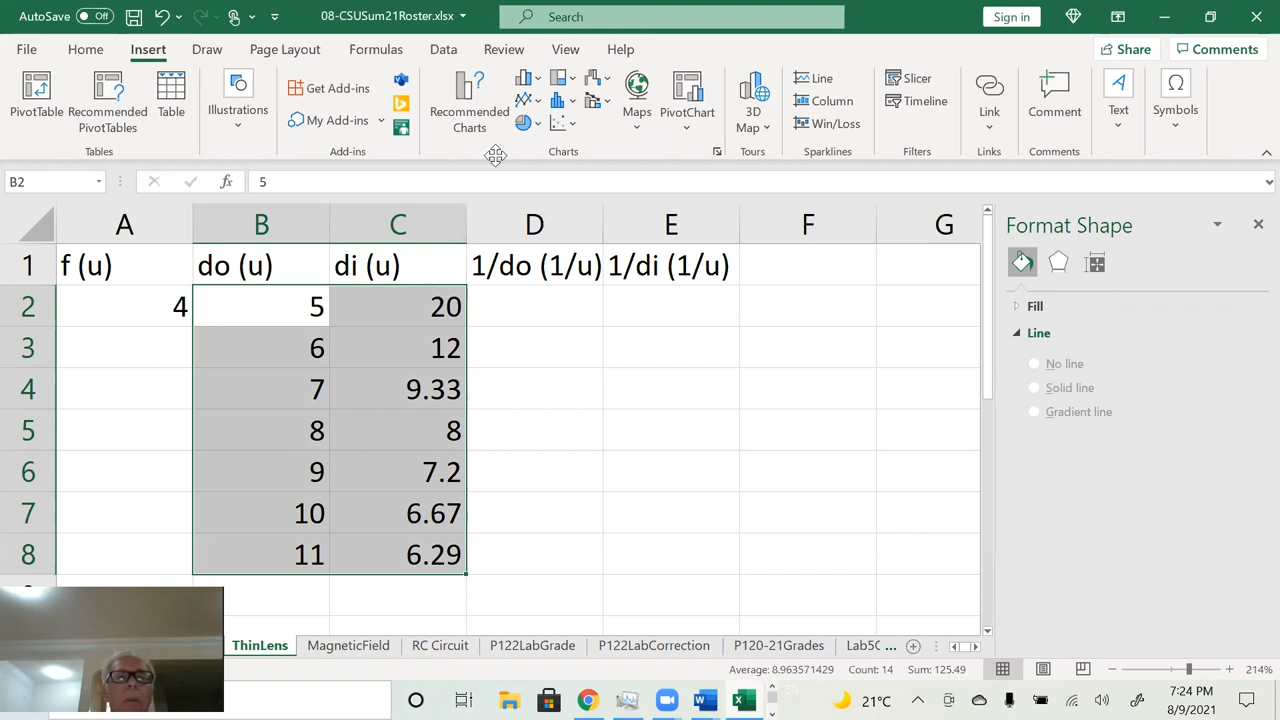 AutoSave Off 08-CSUSum21Roster.xlsx Search Sign in
File Home Insert Draw Page Layout Formulas Data Review View Help Share Comments
PivotTable Recommended PivotTables Table Illustrations Get Add-ins My Add-ins Recommended Charts Maps PivotChart 3D Map Line Column Win/Loss Slicer Timeline Link Comment Text Symbols
Tables Add-ins Charts Tours Sparklines Filters Links Comments
B2 fx 5
A B C D E F G
1 f (u) do (u) di (u) 1/do (1/u) 1/di (1/u)
2 4 5 20
3 6 12
4 7 9.33
5 8 8
6 9 7.2
7 10 6.67
8 11 6.29
Format Shape
Fill
Line
No line
Solid line
Gradient line
ThinLens MagneticField RC Circuit P122LabGrade P122LabCorrection P120-21Grades Lab5C ...
Average: 8.963571429 Count: 14 Sum: 125.49 214%
21°C 7:24 PM
8/9/2021